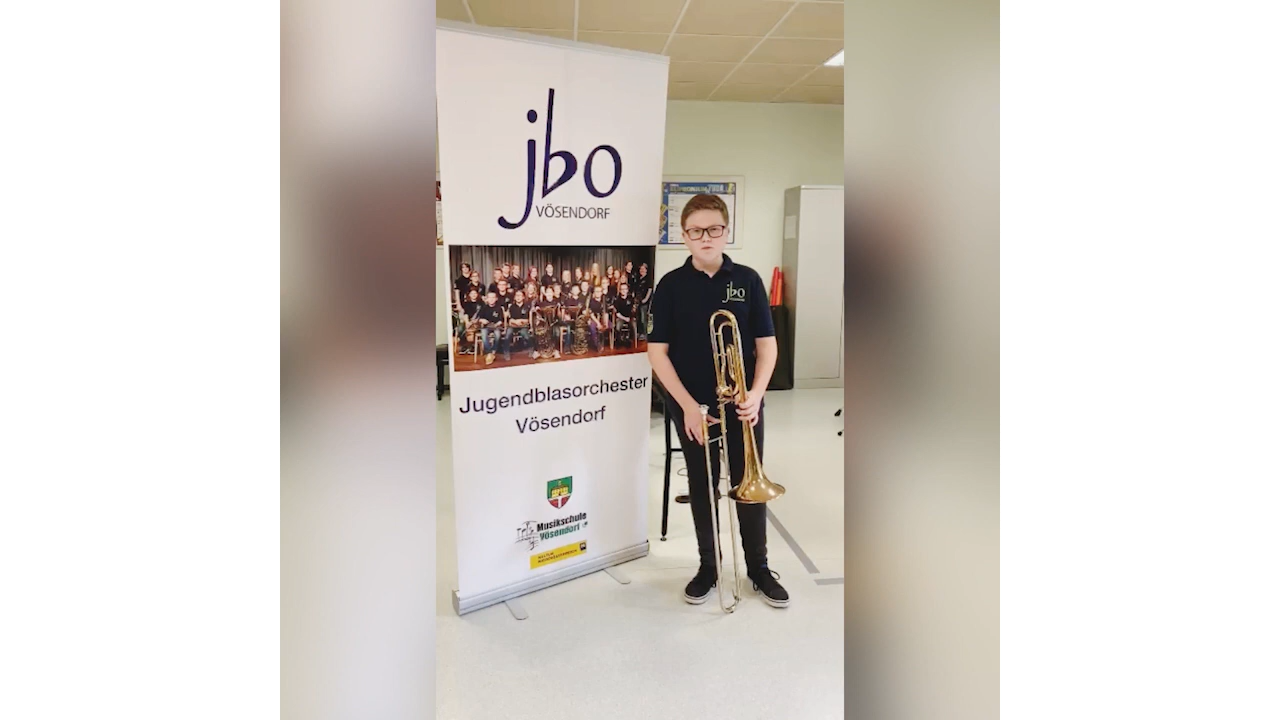 jbo
VÖSENDORF
Jugendblasorchester
Vösendorf
Musikschule
Vösendorf
jbo